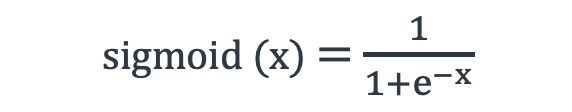 sigmoid (x) = 1/(1+e⁻ˣ)